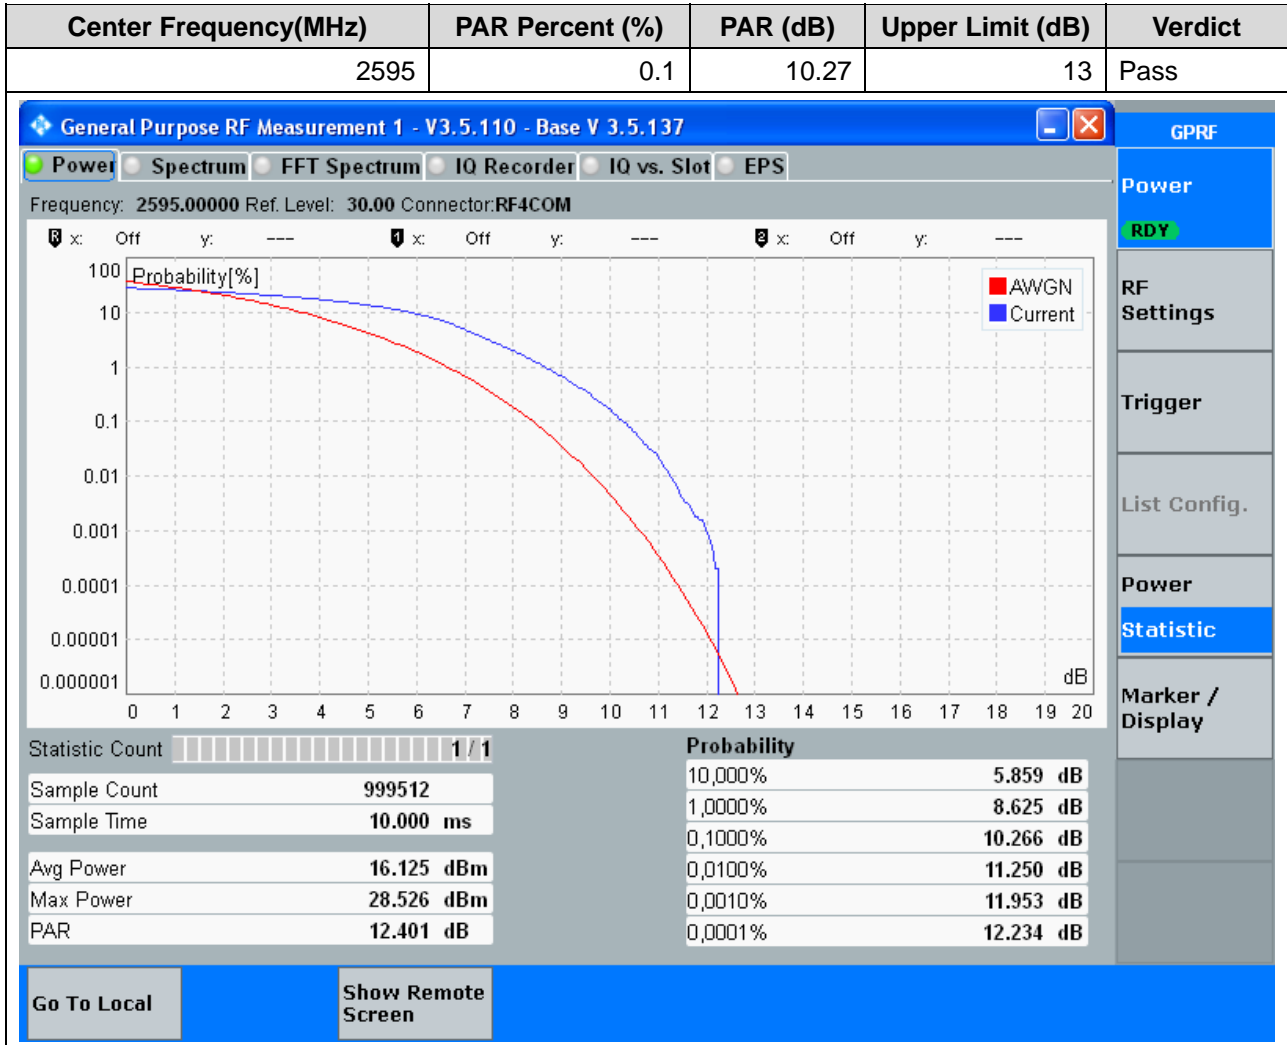 Center Frequency(MHz) PAR Percent (%) PAR (dB) Upper Limit (dB) Verdict
2595 0.1 10.27 13 Pass
General Purpose RF Measurement 1 - V3.5.110 - Base V 3.5.137
GPRF
Power Spectrum FFT Spectrum IQ Recorder IQ vs. Slot EPS
Frequency: 2595.00000 Ref. Level: 30.00 Connector:RF4COM
R x: Off y: --- 1 x: Off y: --- 2 x: Off y: ---
Probability[%]
AWGN
Current
100
10
1
0.1
0.01
0.001
0.0001
0.00001
0.000001
dB
0 1 2 3 4 5 6 7 8 9 10 11 12 13 14 15 16 17 18 19 20
Statistic Count 1 / 1
Sample Count 999512
Sample Time 10.000 ms
Avg Power 16.125 dBm
Max Power 28.526 dBm
PAR 12.401 dB
Probability
10,000% 5.859 dB
1,0000% 8.625 dB
0,1000% 10.266 dB
0,0100% 11.250 dB
0,0010% 11.953 dB
0,0001% 12.234 dB
Power
RDY
RF
Settings
Trigger
List Config.
Power
Statistic
Marker /
Display
Go To Local
Show Remote
Screen